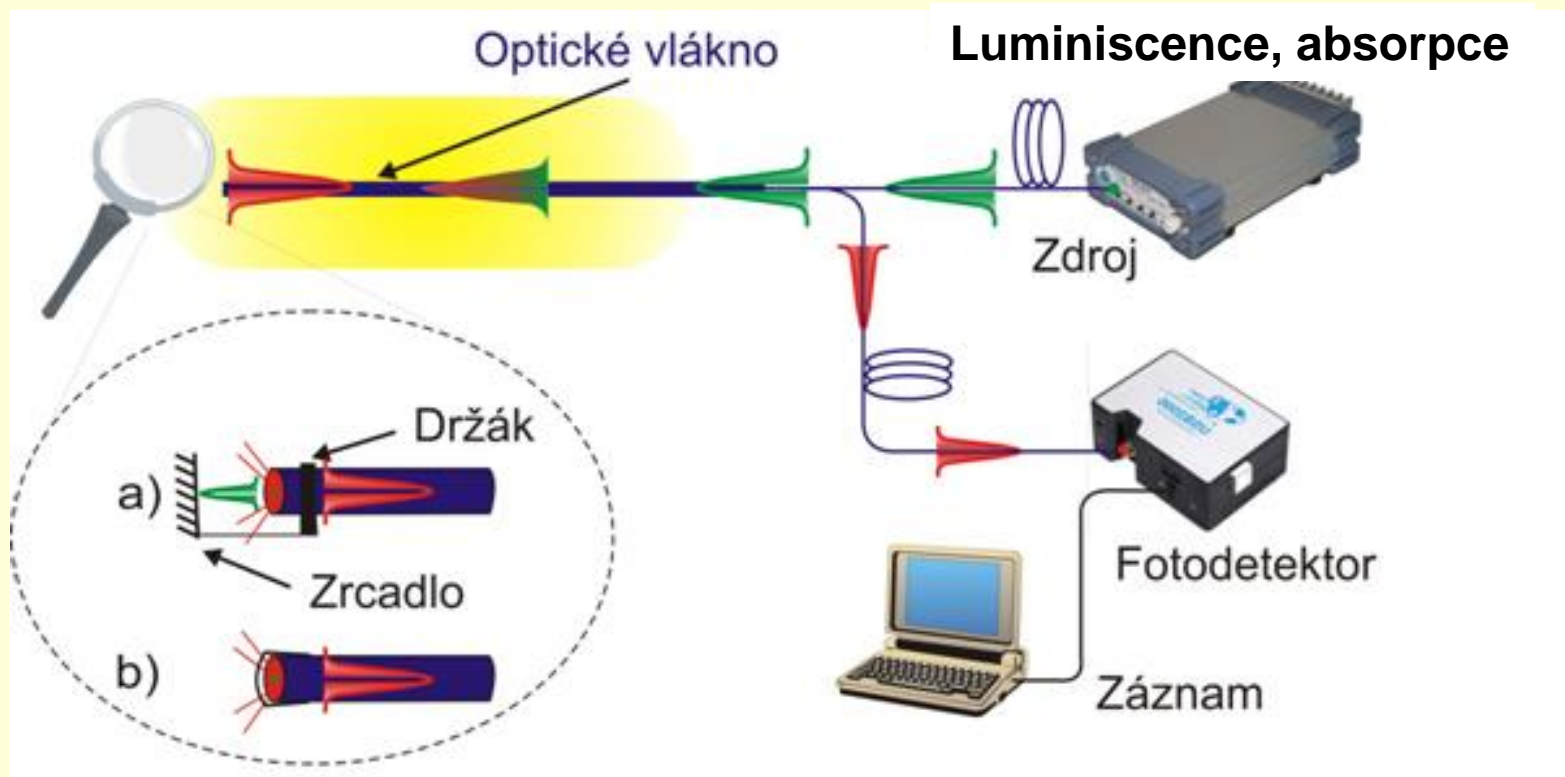 Luminiscence, absorpce
Optické vlákno
Zdroj
Držák
a)
Zrcadlo
Fotodetektor
b)
Záznam